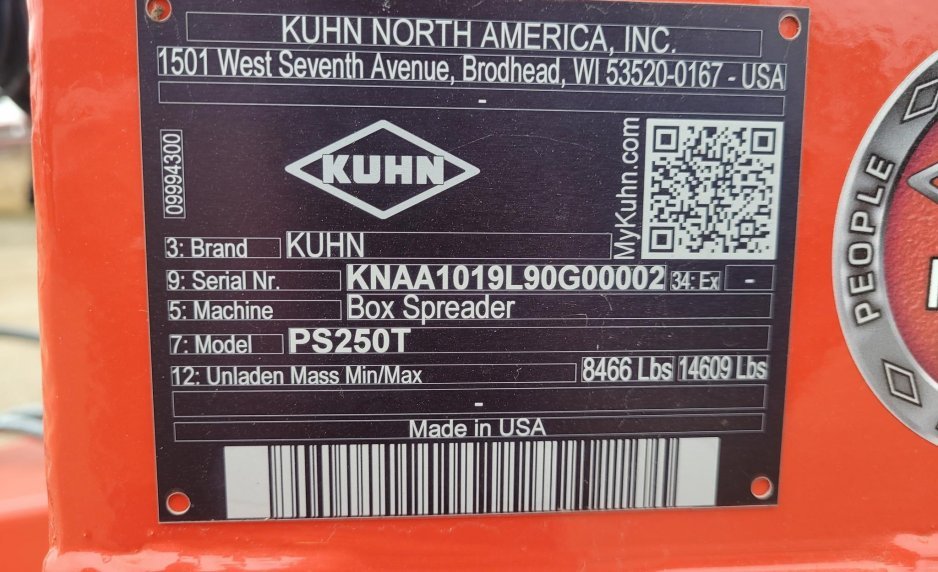 KUHN NORTH AMERICA, INC.
1501 West Seventh Avenue, Brodhead, WI 53520-0167 - USA
-
09994300
KUHN
MyKuhn.com
3: Brand KUHN
9: Serial Nr. KNAA1019L90G00002 34: Ex -
5: Machine Box Spreader
7: Model PS250T
12: Unladen Mass Min/Max 8466 Lbs 14609 Lbs
-
Made in USA
PEOPLE